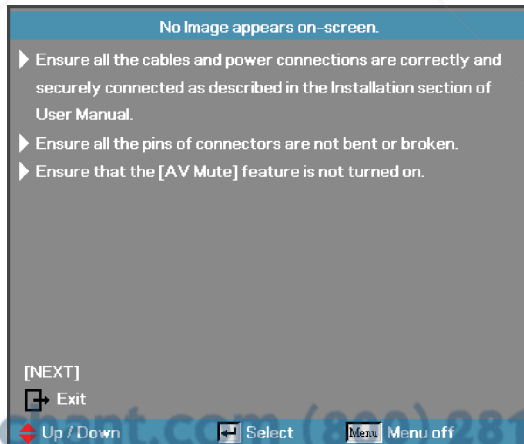 No Image appears on-screen.
Ensure all the cables and power connections are correctly and
securely connected as described in the Installation section of
User Manual.
Ensure all the pins of connectors are not bent or broken.
Ensure that the [AV Mute] feature is not turned on.
[NEXT]
Exit
Up / Down Select Menu Menu off